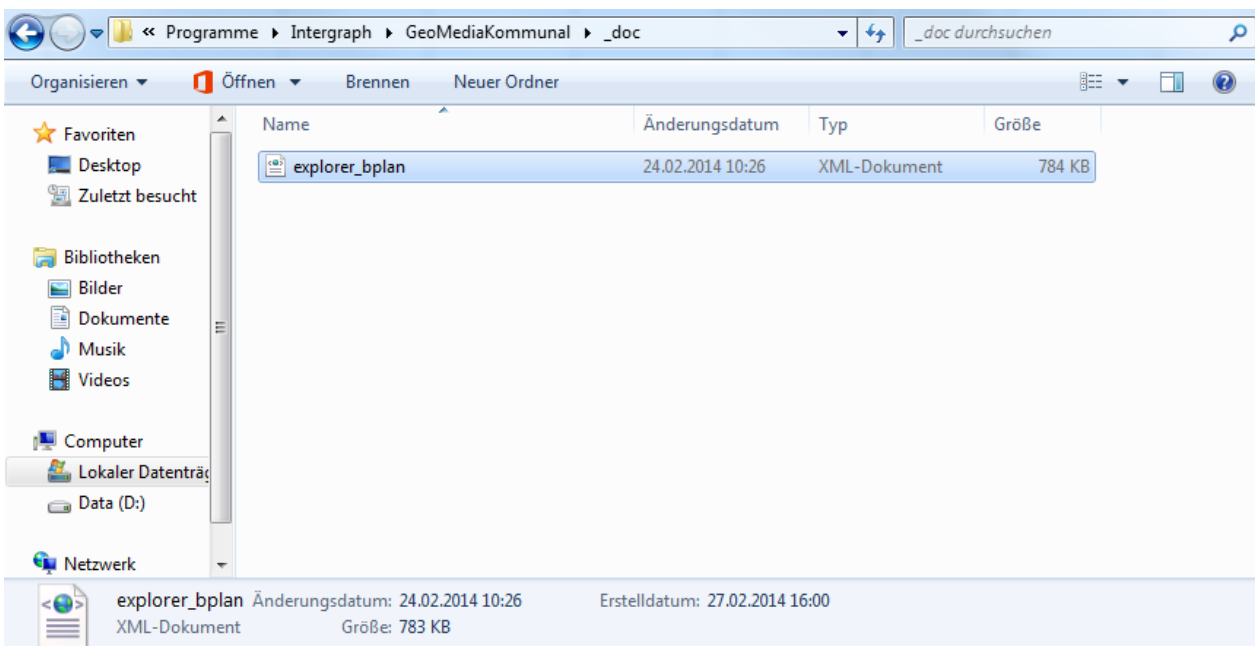 « Programme ▸ Intergraph ▸ GeoMediaKommunal ▸ _doc
_doc durchsuchen
Organisieren Öffnen Brennen Neuer Ordner
Name Änderungsdatum Typ Größe
explorer_bplan 24.02.2014 10:26 XML-Dokument 784 KB
Favoriten
Desktop
Zuletzt besucht
Bibliotheken
Bilder
Dokumente
Musik
Videos
Computer
Lokaler Datenträg
Data (D:)
Netzwerk
explorer_bplan Änderungsdatum: 24.02.2014 10:26 Erstelldatum: 27.02.2014 16:00
XML-Dokument Größe: 783 KB